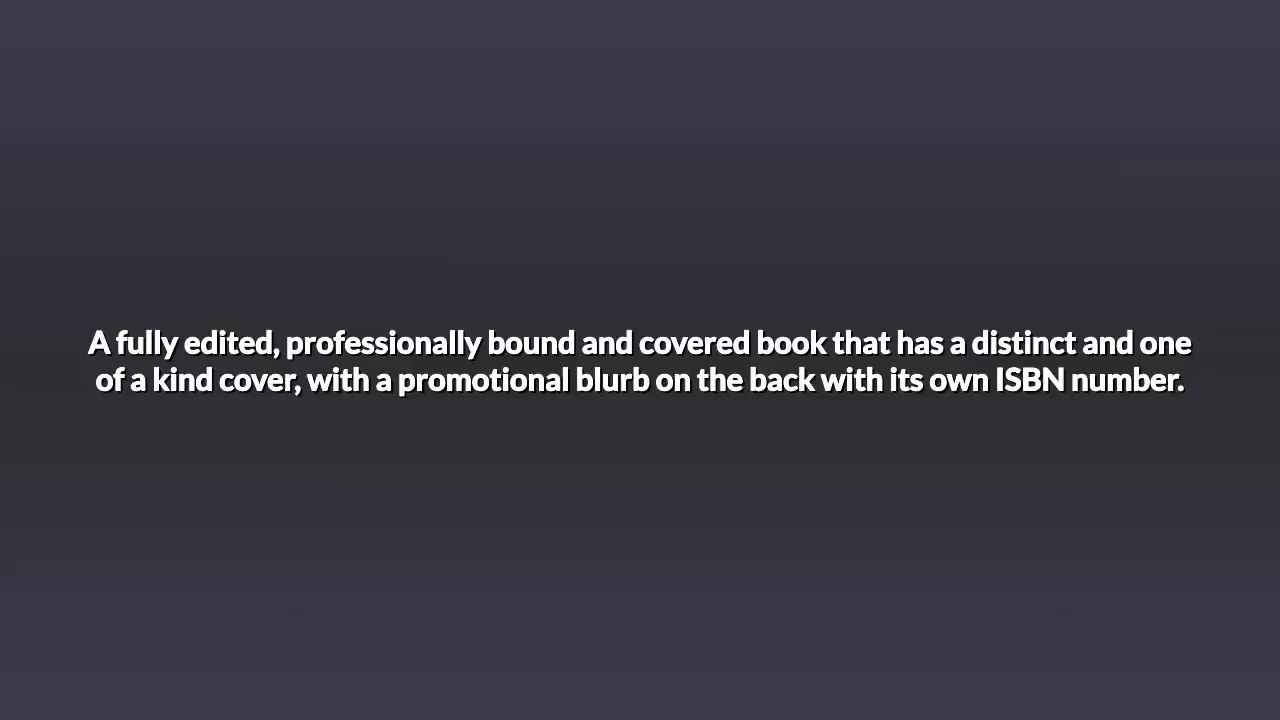 A fully edited, professionally bound and covered book that has a distinct and one
of a kind cover, with a promotional blurb on the back with its own ISBN number.